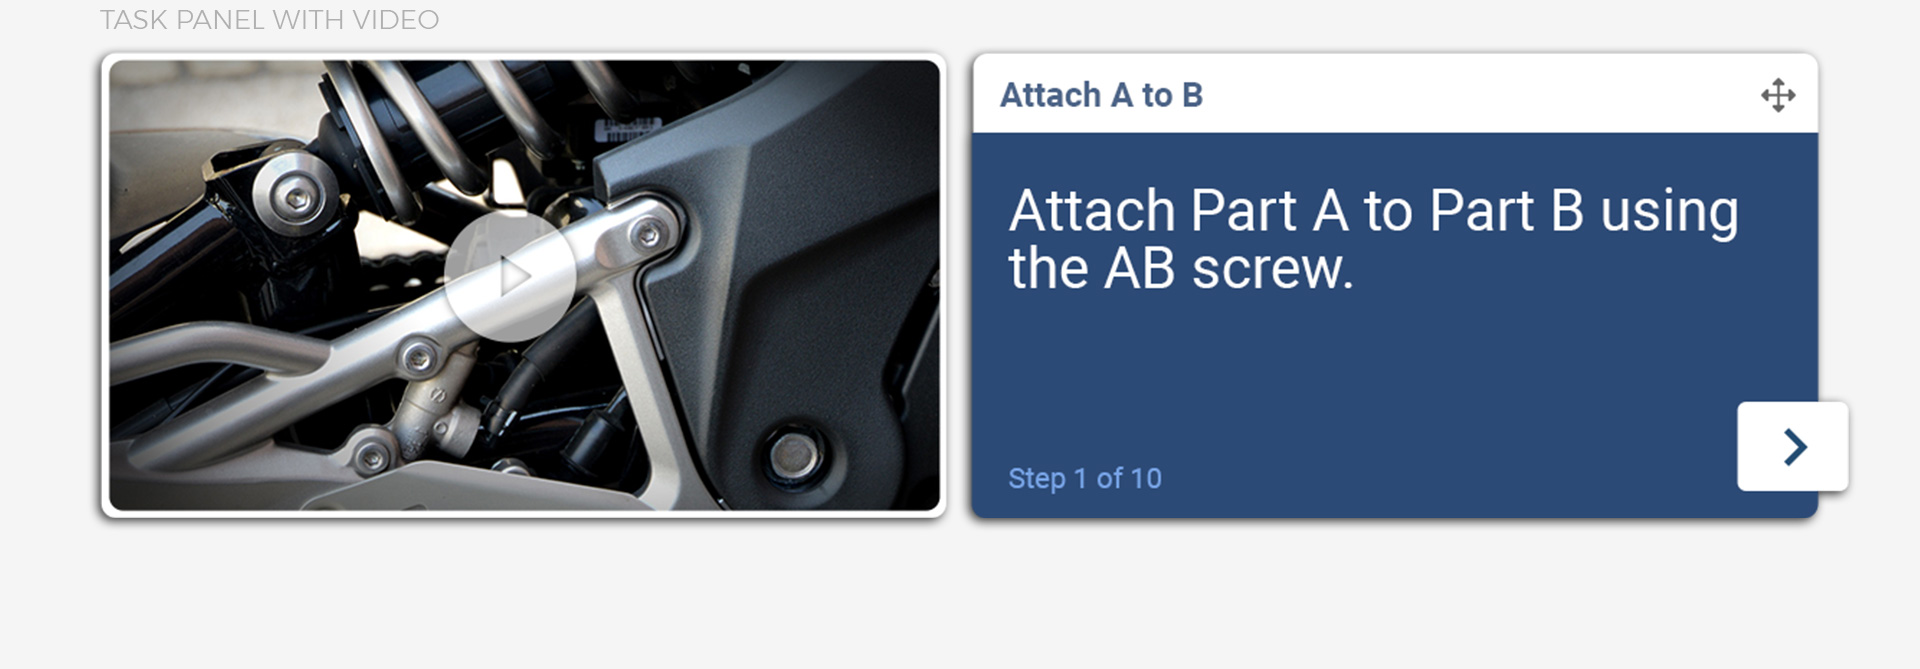 TASK PANEL WITH VIDEO
Attach A to B
Attach Part A to Part B using
the AB screw.
Step 1 of 10